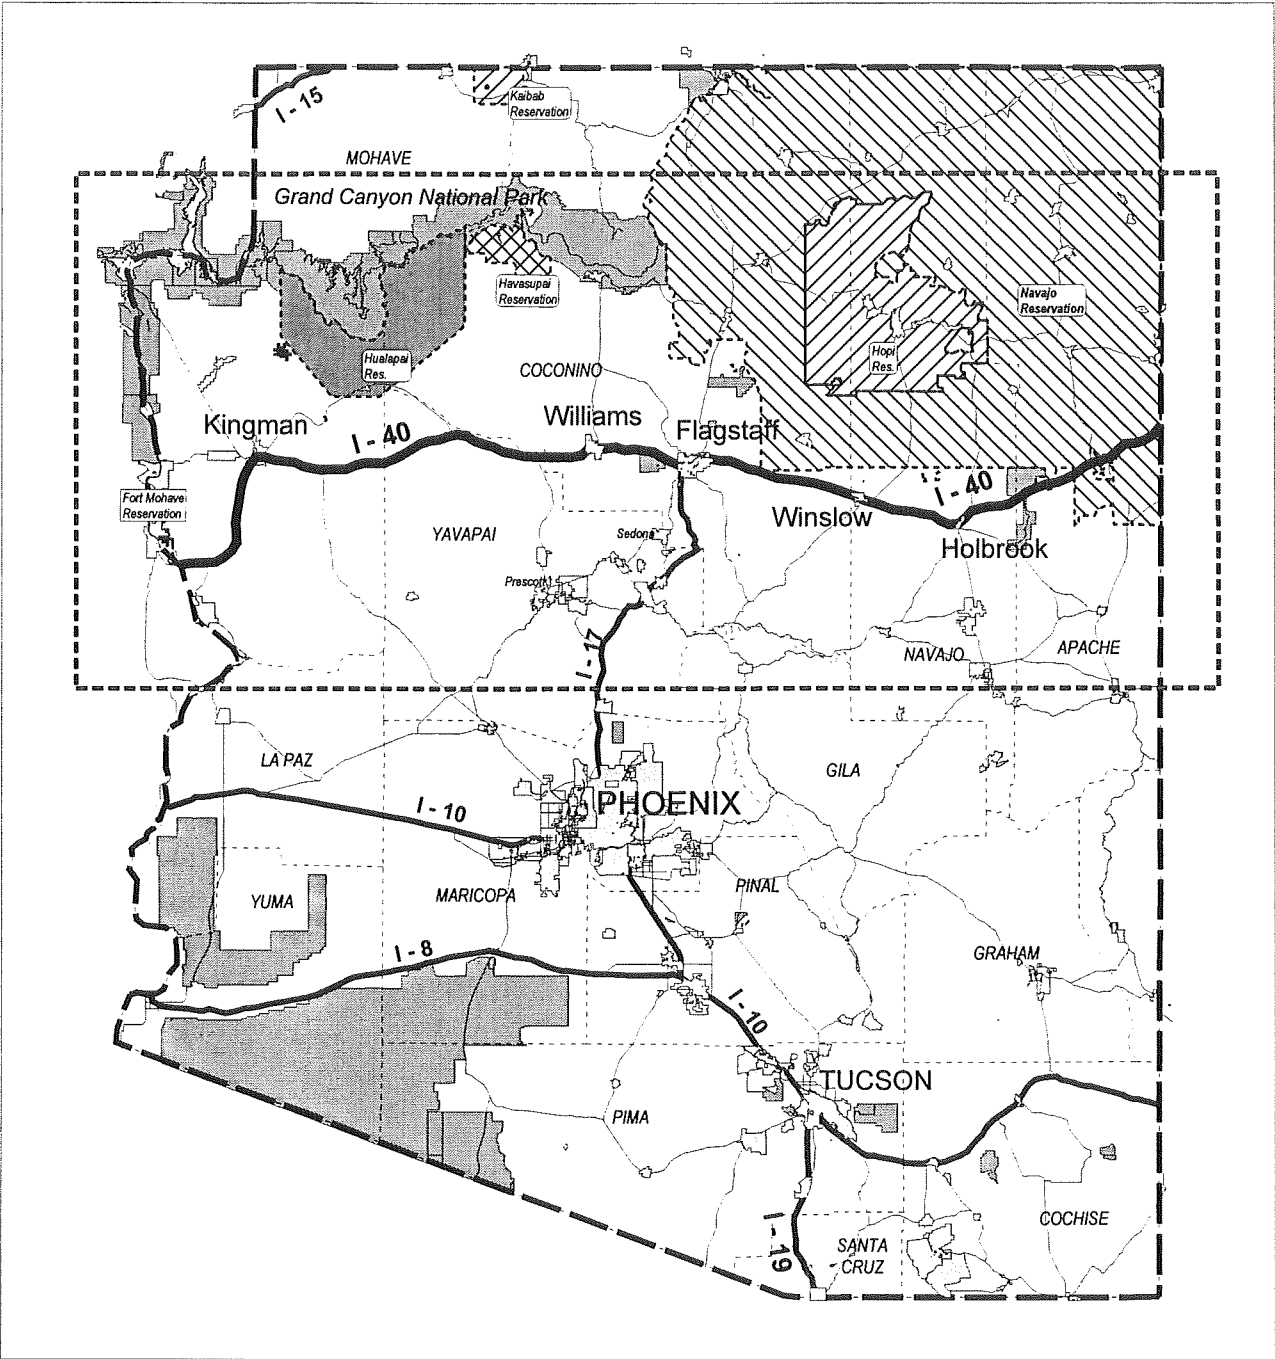 I - 15
Kaibab
Reservation
MOHAVE
Grand Canyon National Park
Havasupai
Reservation
Navajo
Reservation
Hualapai
Res.
Hopi
Res.
COCONINO
Kingman
I - 40
Williams
Flagstaff
Fort Mohave
Reservation
YAVAPAI
Sedona
Winslow
I - 40
Holbrook
Prescott
I - 17
NAVAJO
APACHE
LA PAZ
GILA
I - 10
PHOENIX
YUMA
MARICOPA
PINAL
I - 8
GRAHAM
I - 10
TUCSON
PIMA
I - 19
SANTA
CRUZ
COCHISE